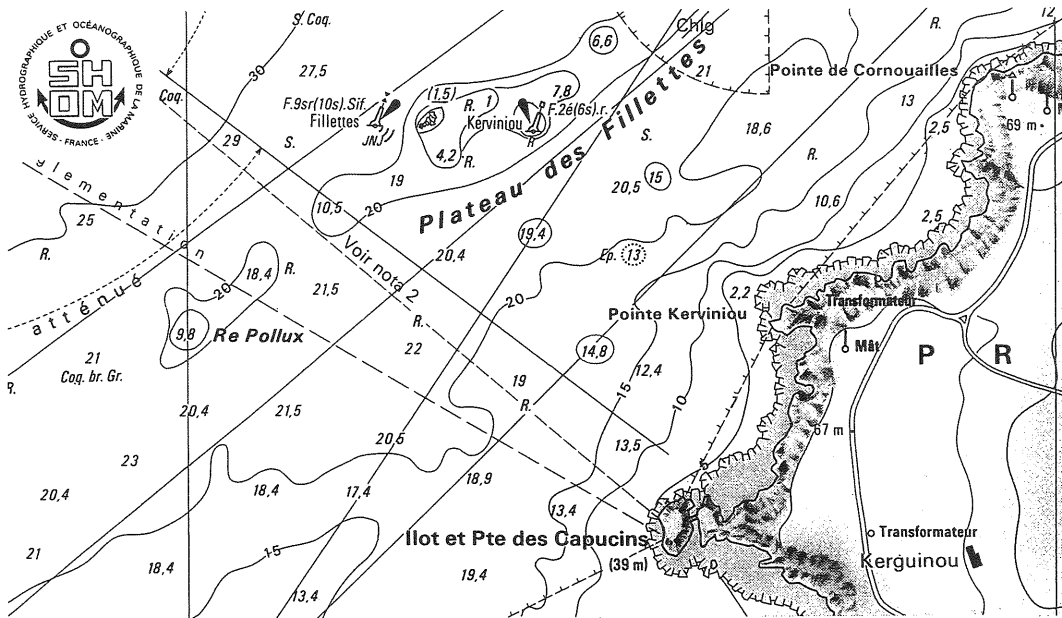 SERVICE HYDROGRAPHIQUE ET OCÉANOGRAPHIQUE DE LA MARINE - FRANCE -
SH
OM
S. Coq.
30
27,5
6,6
Chlg
21
R.
12
Pointe de Cornouailles
Coq.
F.9sr(10s).Sif.
Fillettes
(1,5)
R.
1
7,8
Kerviniou
F.2é(6s).r.
R
13
2,5
69 m
29
S.
4,2
R.
S.
18,6
R.
19
15
20,5
Plateau des Fillettes
25
glementation
10,5
20
19,4
10,6
2,5
R.
18,4
R.
Voir nota 2
20,4
Ep.
13
20
21,5
20
2,2
atténué
9,8
Re Pollux
R.
Pointe Kerviniou
Transformateur
22
14,8
Mât
P R
21
Coq. br. Gr.
R.
19
12,4
R.
15
10
20,4
21,5
20,5
13,5
67 m
23
18,9
20,4
18,4
17,4
13,4
Ilot et Pte des Capucins
(39 m)
Transformateur
Kerguinou
21
15
18,4
19,4
13,4